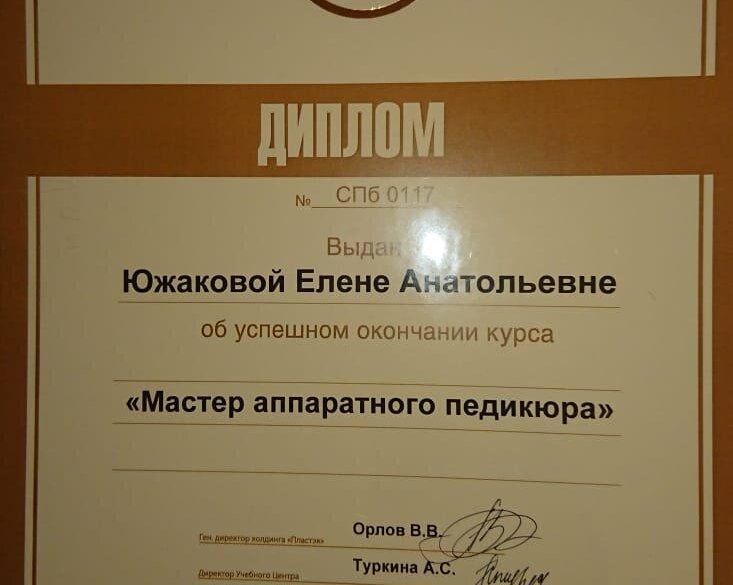 ДИПЛОМ
№ СПб 0117
Выдан
Южаковой Елене Анатольевне
об успешном окончании курса
«Мастер аппаратного педикюра»
Ген. директор холдинга «Пластэк» Орлов В.В.
Директор Учебного Центра Туркина А.С.